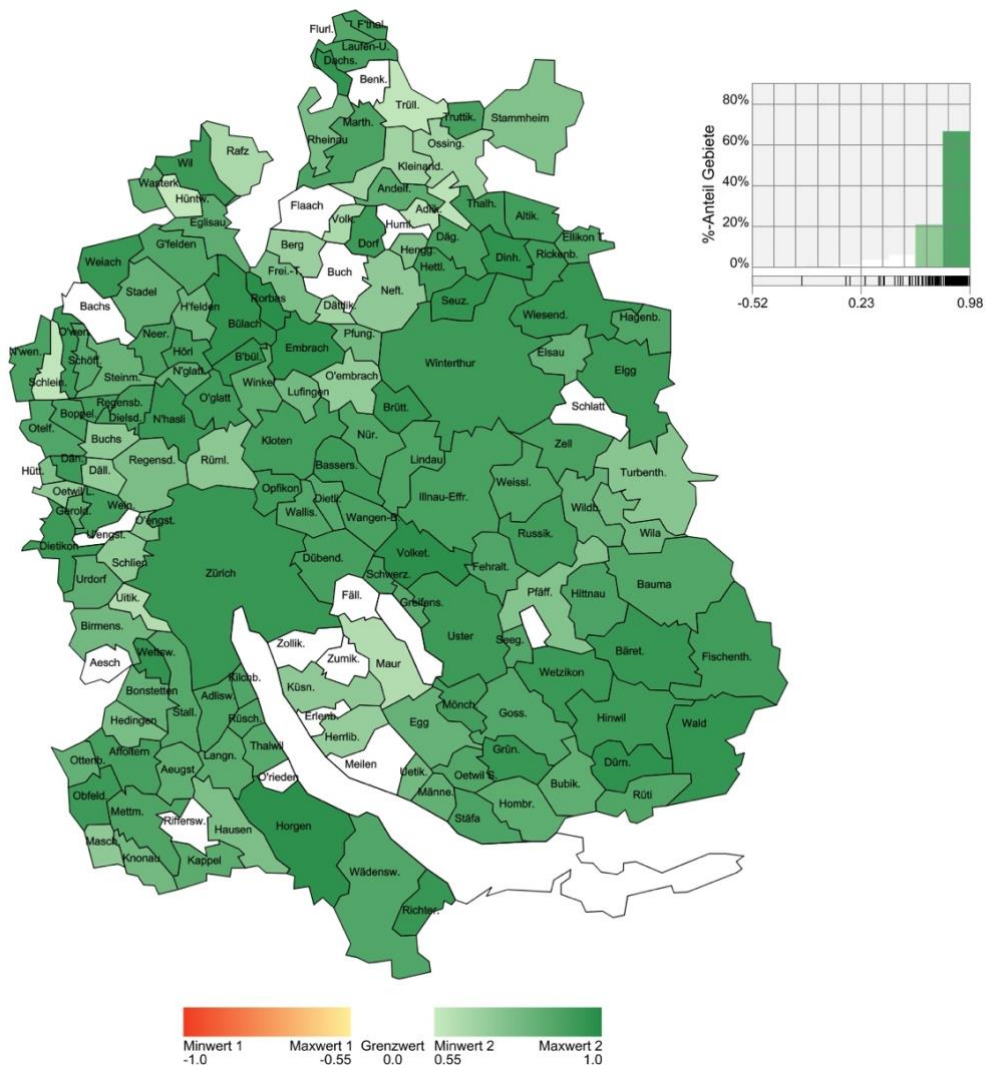 Flurl. F'thal.
Laufen-U.
Dachs.
Benk.
Trüll.
Truttik. Stammheim
Marth.
Rheinau Ossing.
Rafz Kleinand.
Wil
Wasterk. Andelf.
Hüntw. Flaach Thalh.
Adlik. Altik.
Eglisau Volk. Huml.
G'felden Berg Dorf Däg. Ellikon T.
Hengg. Rickenb.
Weiach Frei.-T. Buch Hettl. Dinh.
Stadel Neft.
Rorbas Seuz.
Bachs H'felden Dättlik.
Bülach Wiesend. Hagenb.
D'wen. Neer. Pfung.
N'wen. Höri B'bül. Embrach Elsau
Schöff. Winterthur Elgg
Schlein. Steinm. N'glatt. Winkel O'embrach
Lufingen
Regensb. O'glatt Schlatt
Boppel. Dielsd. N'hasli Brütt.
Otelf. Nür.
Buchs Kloten Zell
Dän. Regensd. Rüml. Lindau
Hütt. Däll. Bassers. Turbenth.
Weissl.
Oetwil L. Opfikon Dietlk. Illnau-Effr.
Wein. Wildb.
Gerold. Wallis.
O'engst. Wangen-B. Russik. Wila
U'engst.
Dietikon Dübend. Volket.
Schlien. Fehralt.
Urdorf Zürich Schwerz. Bauma
Uitik. Fäll. Greifens. Pfäff. Hittnau
Birmens. Uster Seeg.
Zollik. Bäret. Fischenth.
Aesch Wettsw. Zumik. Maur
Wetzikon
Kilchb.
Bonstetten Küsn.
Adlisw.
Hedingen Stall. Rüsch. Erlenb. Mönch. Goss. Hinwil Wald
Egg
Herrlib.
Affoltern Thalwil Grün.
Ottenb. Langn. Meilen Dürn.
Aeugst O'rieden Uetik. Oetwil S.
Bubik.
Obfeld. Männe. Rüti
Mettm. Hombr.
Riffersw. Hausen Horgen Stäfa
Masch.
Knonau Kappel
Wädensw.
Richter.
%-Anteil Gebiete
80%
60%
40%
20%
0%
-0.52 0.23 0.98
Minwert 1 Maxwert 1 Grenzwert Minwert 2 Maxwert 2
-1.0 -0.55 0.0 0.55 1.0